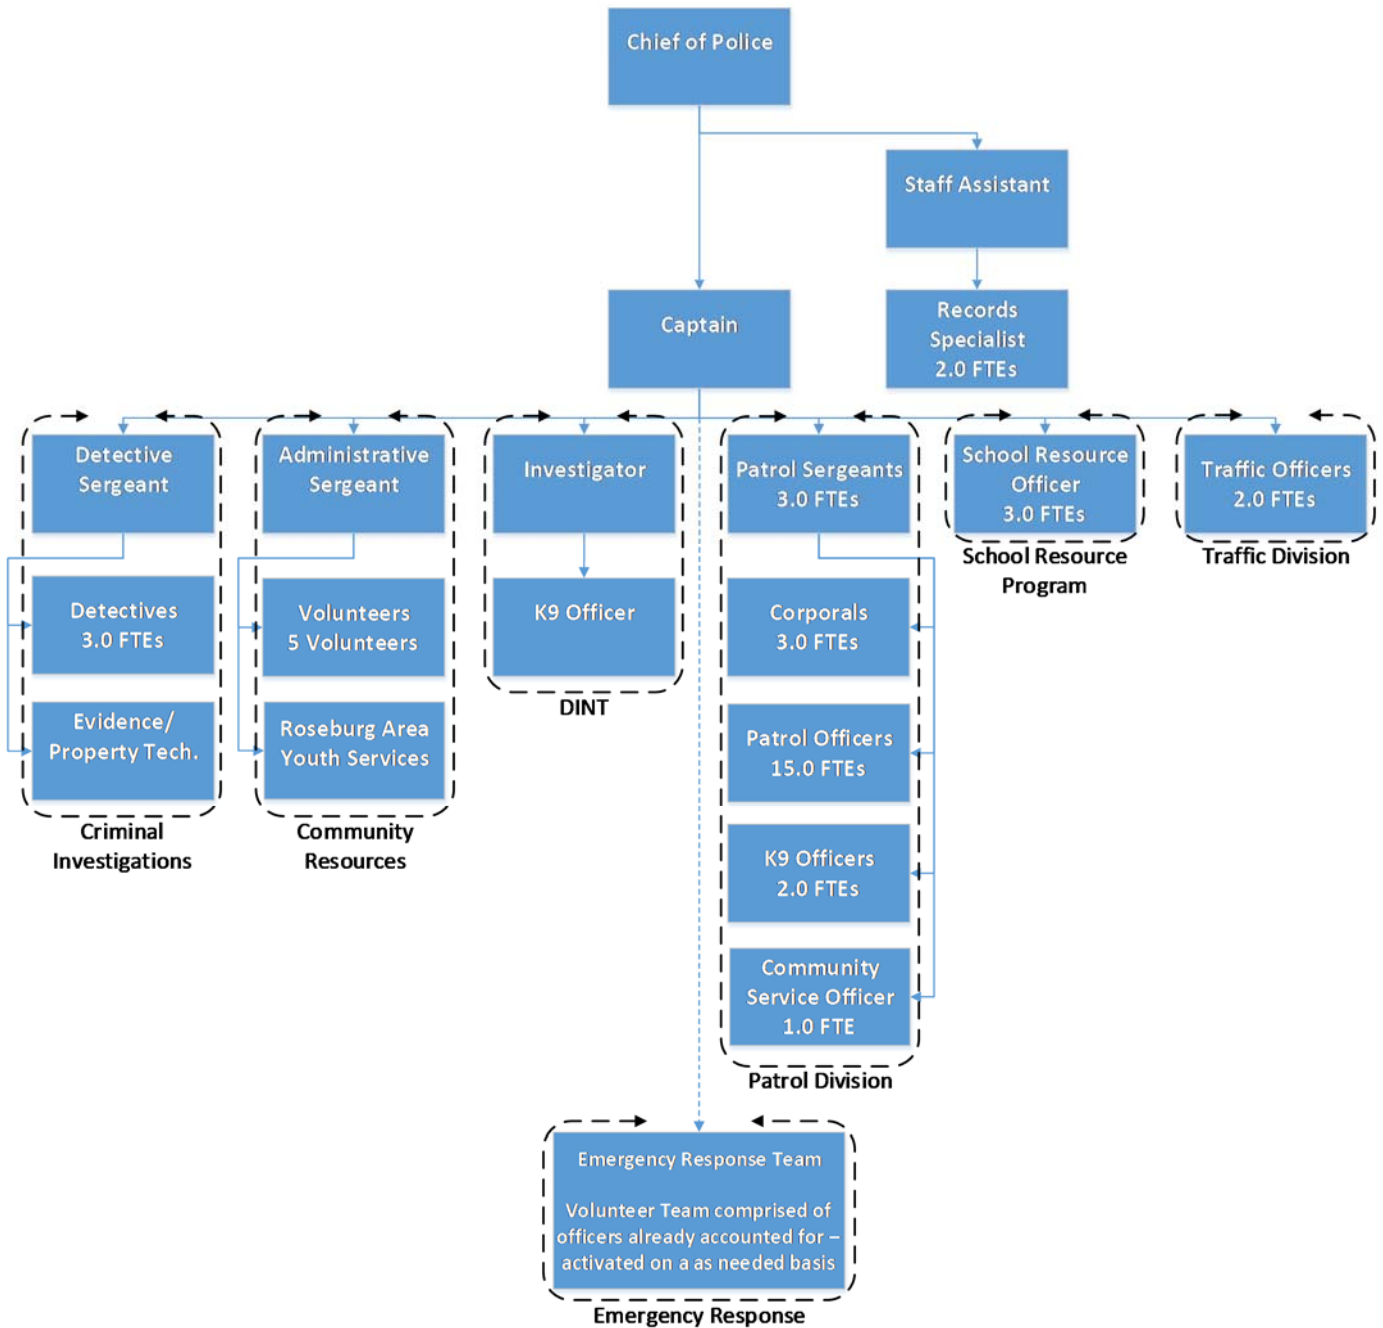 Chief of Police
Staff Assistant
Records
Specialist
2.0 FTEs
Captain
Detective
Sergeant
Detectives
3.0 FTEs
Evidence/
Property Tech.
Criminal
Investigations
Administrative
Sergeant
Volunteers
5 Volunteers
Roseburg Area
Youth Services
Community
Resources
Investigator
K9 Officer
DINT
Patrol Sergeants
3.0 FTEs
Corporals
3.0 FTEs
Patrol Officers
15.0 FTEs
K9 Officers
2.0 FTEs
Community
Service Officer
1.0 FTE
Patrol Division
School Resource
Officer
3.0 FTEs
School Resource
Program
Traffic Officers
2.0 FTEs
Traffic Division
Emergency Response Team
Volunteer Team comprised of
officers already accounted for –
activated on a as needed basis
Emergency Response